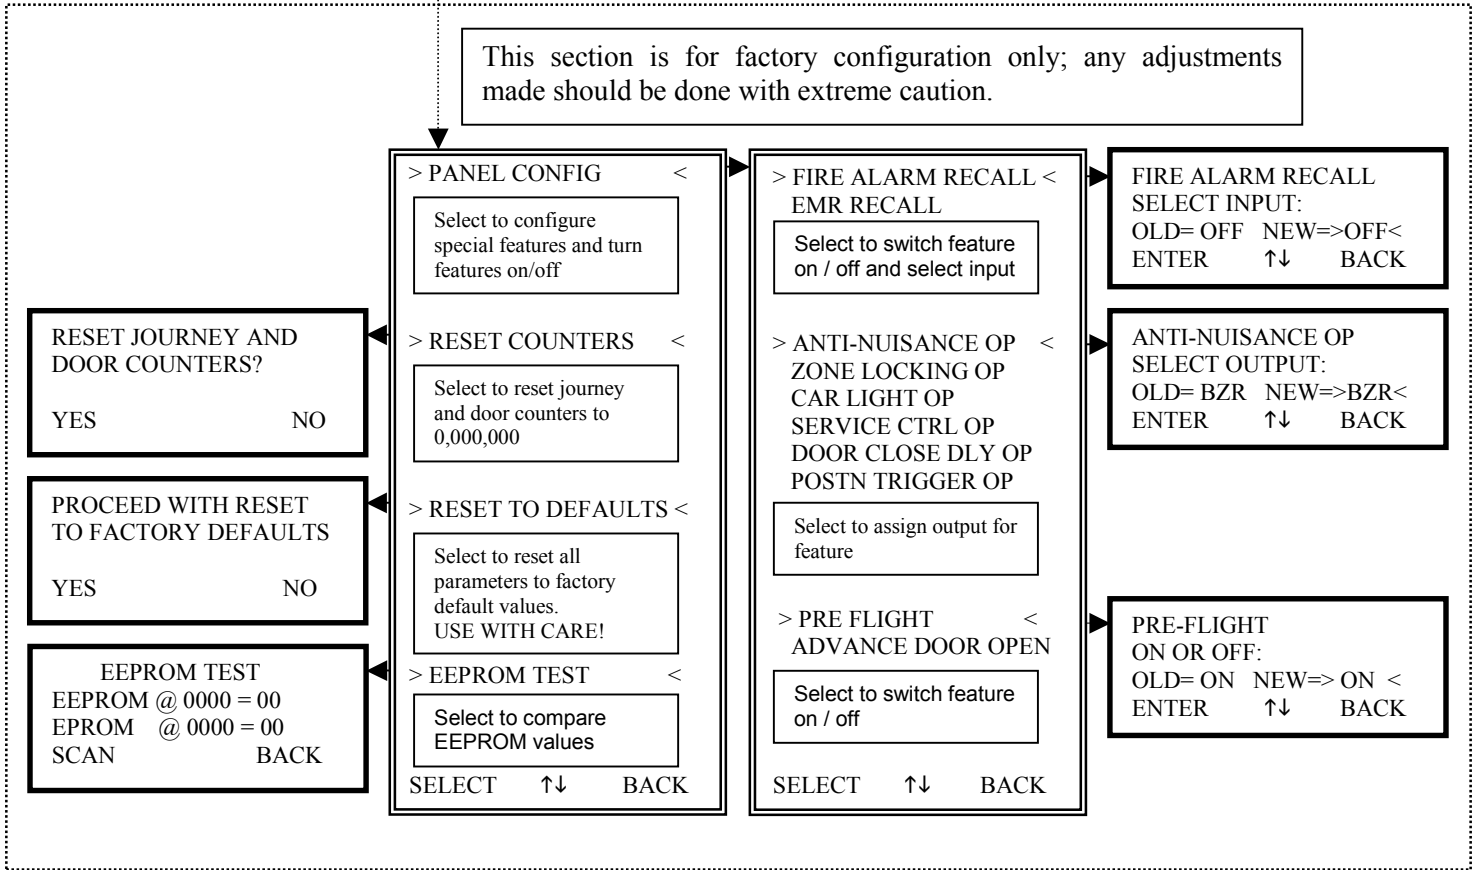 This section is for factory configuration only; any adjustments
made should be done with extreme caution.
> PANEL CONFIG <
Select to configure
special features and turn
features on/off
> RESET COUNTERS <
Select to reset journey
and door counters to
0,000,000
> RESET TO DEFAULTS <
Select to reset all
parameters to factory
default values.
USE WITH CARE!
> EEPROM TEST <
Select to compare
EEPROM values
SELECT ↑↓ BACK
RESET JOURNEY AND
DOOR COUNTERS?
YES NO
PROCEED WITH RESET
TO FACTORY DEFAULTS
YES NO
EEPROM TEST
EEPROM @ 0000 = 00
EPROM @ 0000 = 00
SCAN BACK
> FIRE ALARM RECALL <
EMR RECALL
Select to switch feature
on / off and select input
> ANTI-NUISANCE OP <
ZONE LOCKING OP
CAR LIGHT OP
SERVICE CTRL OP
DOOR CLOSE DLY OP
POSTN TRIGGER OP
Select to assign output for
feature
> PRE FLIGHT <
ADVANCE DOOR OPEN
Select to switch feature
on / off
SELECT ↑↓ BACK
FIRE ALARM RECALL
SELECT INPUT:
OLD= OFF NEW=>OFF<
ENTER ↑↓ BACK
ANTI-NUISANCE OP
SELECT OUTPUT:
OLD= BZR NEW=>BZR<
ENTER ↑↓ BACK
PRE-FLIGHT
ON OR OFF:
OLD= ON NEW=> ON <
ENTER ↑↓ BACK